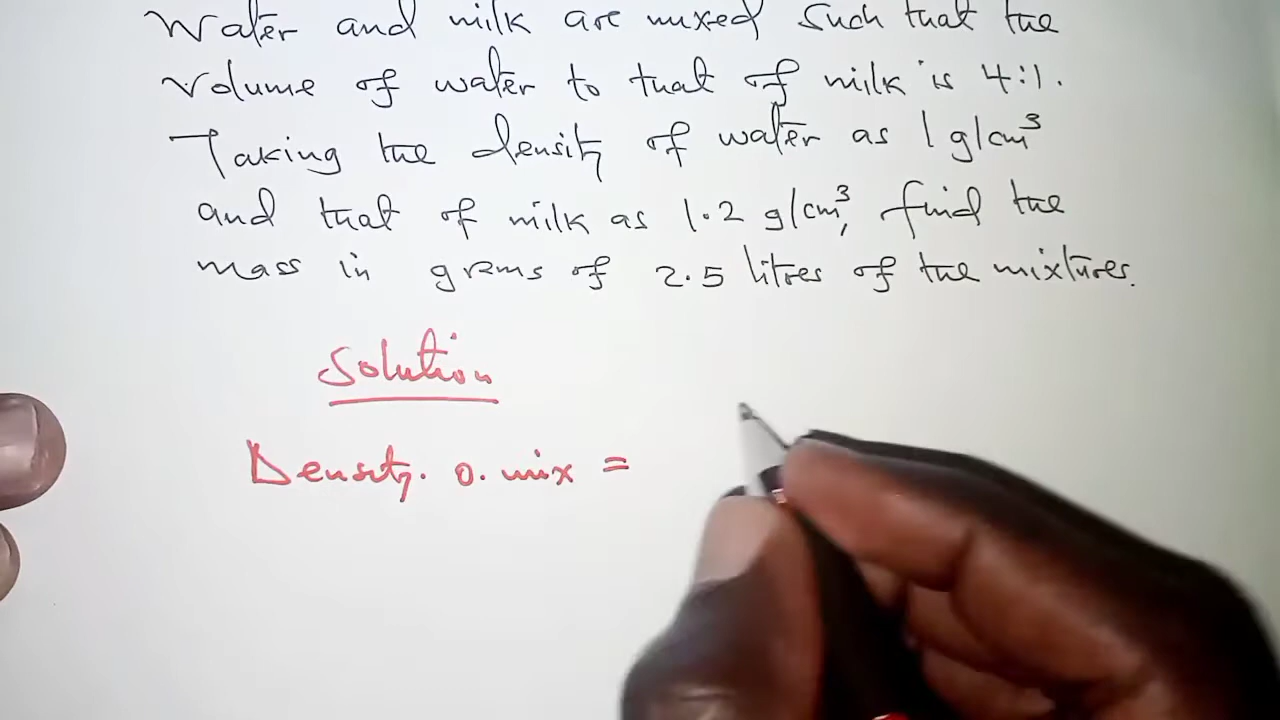 Water and milk are mixed such that the
volume of water to that of milk is 4:1.
Taking the density of water as 1 g/cm³
and that of milk as 1.2 g/cm³, find the
mass in grams of 2.5 litres of the mixtures.
Solution
Density. o. mix =